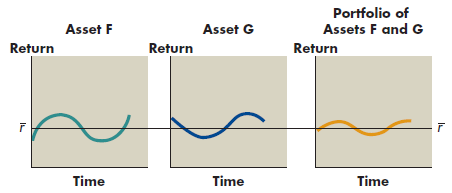 Asset F
Return
r̄
Time
Asset G
Return
Time
Portfolio of
Assets F and G
Return
r̄
Time